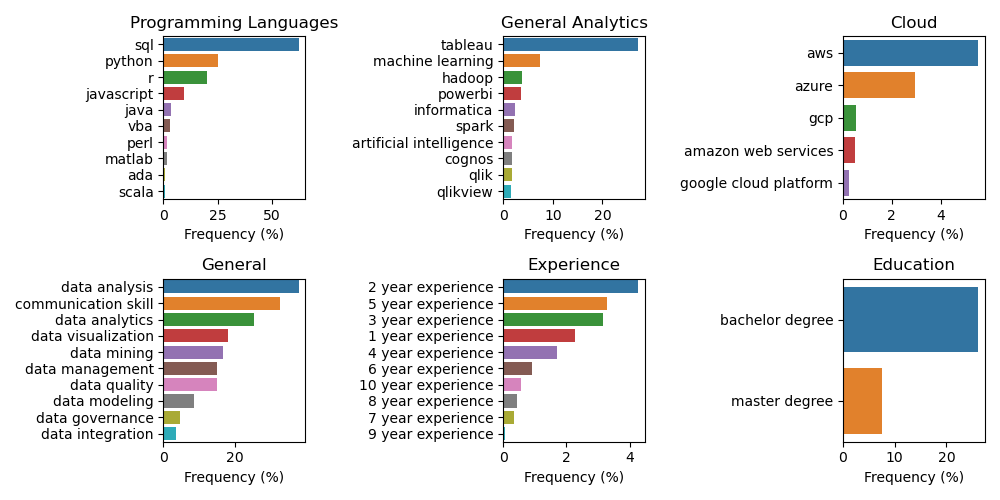 Programming Languages
sql
python
r
javascript
java
vba
perl
matlab
ada
scala
0 25 50
Frequency (%)
General Analytics
tableau
machine learning
hadoop
powerbi
informatica
spark
artificial intelligence
cognos
qlik
qlikview
0 10 20
Frequency (%)
Cloud
aws
azure
gcp
amazon web services
google cloud platform
0 2 4
Frequency (%)
General
data analysis
communication skill
data analytics
data visualization
data mining
data management
data quality
data modeling
data governance
data integration
20
Frequency (%)
Experience
2 year experience
5 year experience
3 year experience
1 year experience
4 year experience
6 year experience
10 year experience
8 year experience
7 year experience
9 year experience
0 2 4
Frequency (%)
Education
bachelor degree
master degree
0 10 20
Frequency (%)